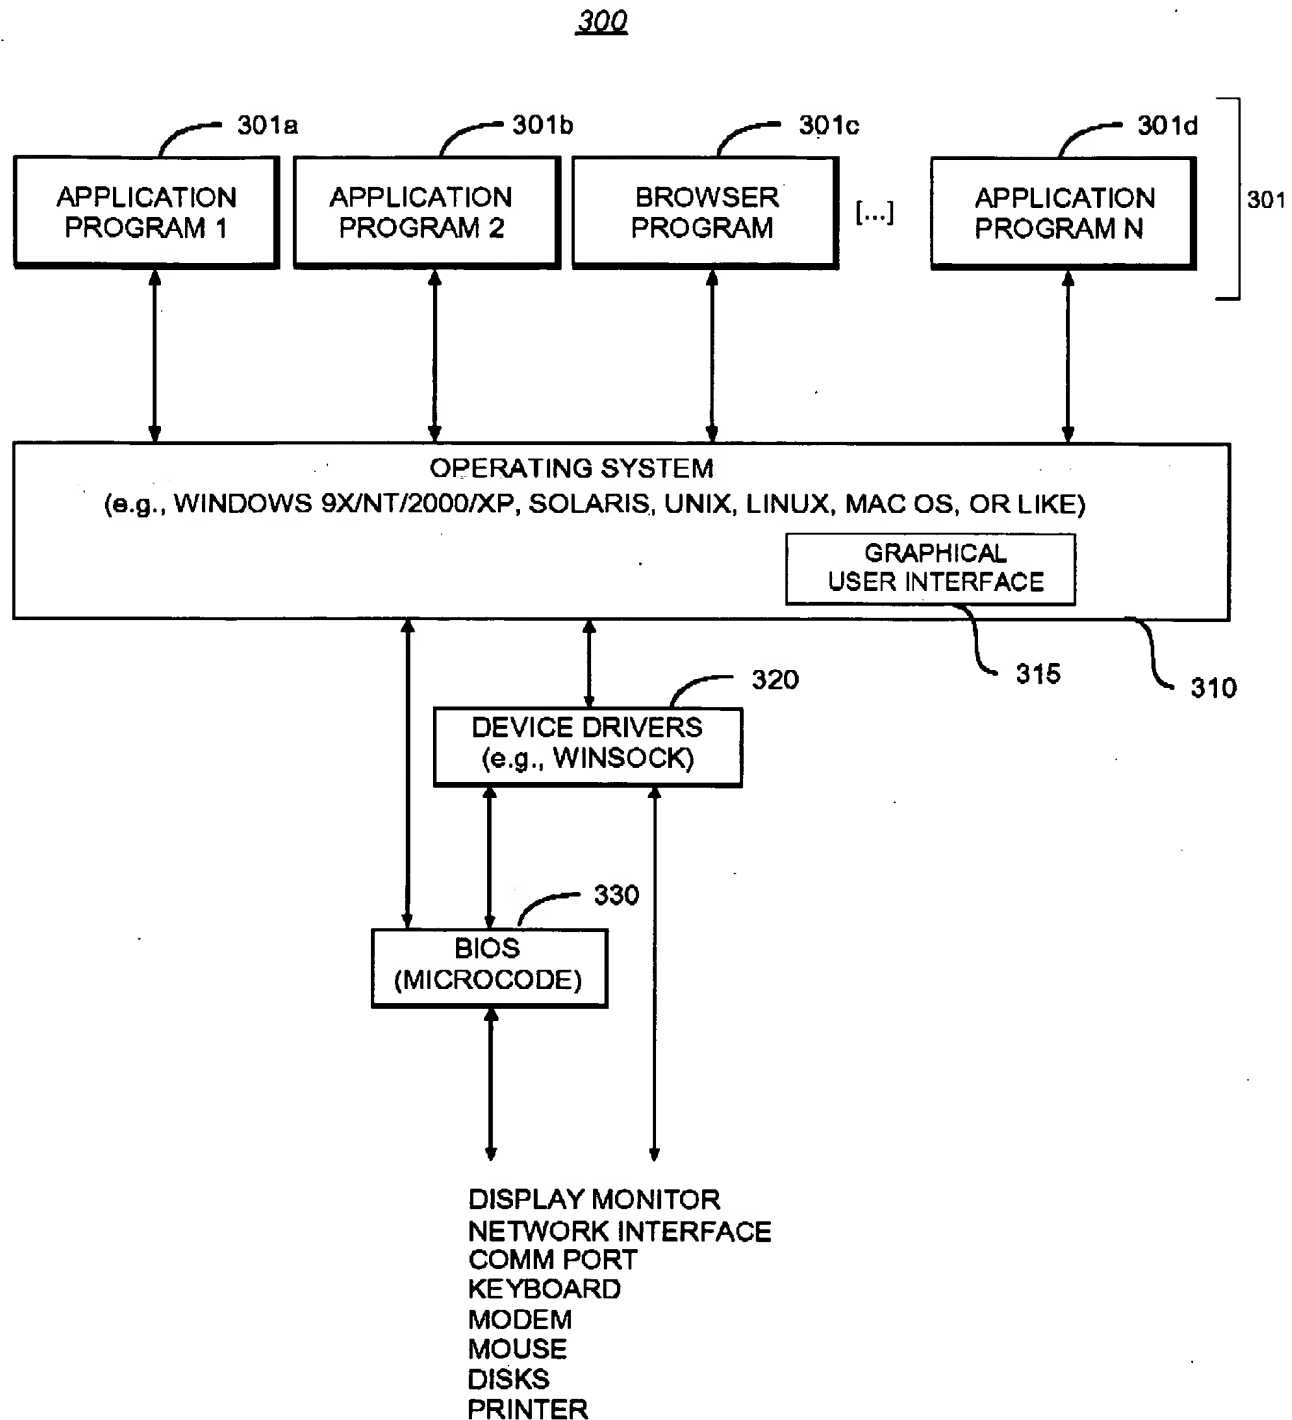 300
301a
301b
301c
301d
APPLICATION
PROGRAM 1
APPLICATION
PROGRAM 2
BROWSER
PROGRAM
[...]
APPLICATION
PROGRAM N
301
OPERATING SYSTEM
(e.g., WINDOWS 9X/NT/2000/XP, SOLARIS, UNIX, LINUX, MAC OS, OR LIKE)
GRAPHICAL
USER INTERFACE
315
310
320
DEVICE DRIVERS
(e.g., WINSOCK)
330
BIOS
(MICROCODE)
DISPLAY MONITOR
NETWORK INTERFACE
COMM PORT
KEYBOARD
MODEM
MOUSE
DISKS
PRINTER